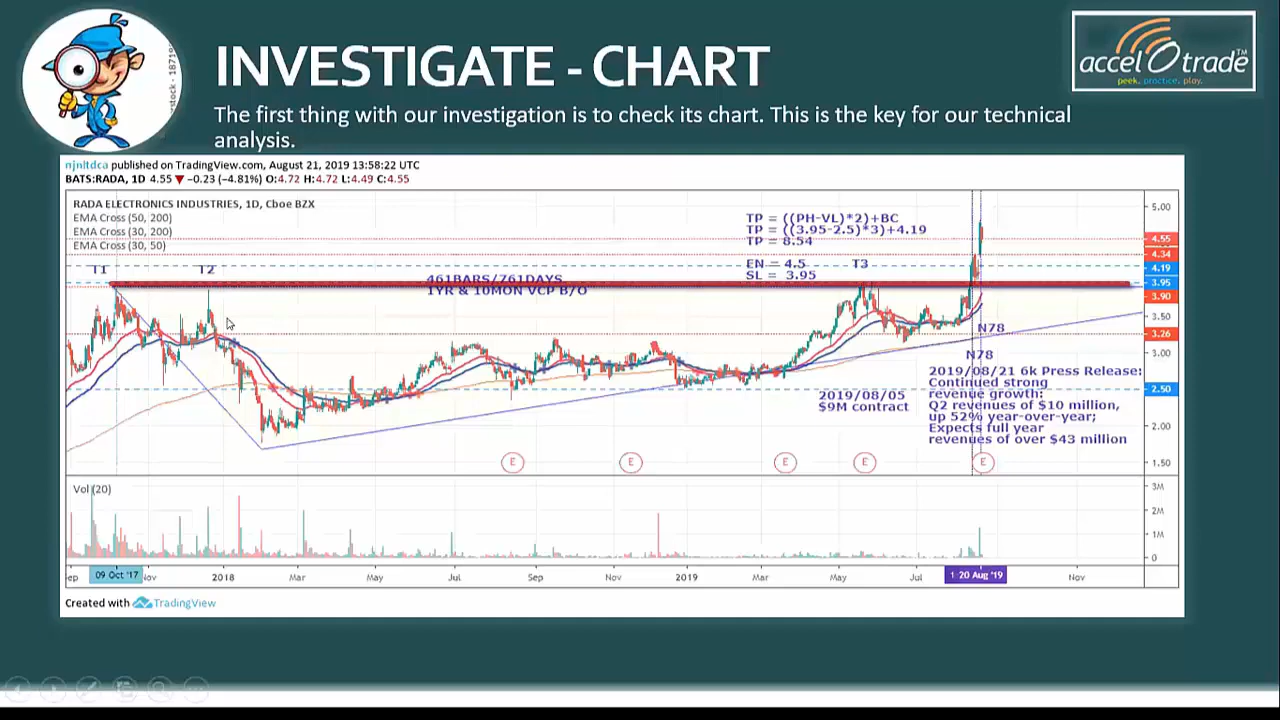 INVESTIGATE - CHART
accelOtrade™
peek. practice. play.
The first thing with our investigation is to check its chart. This is the key for our technical
analysis.
njnltdca published on TradingView.com, August 21, 2019 13:58:22 UTC
BATS:RADA, 1D 4.55 ▼ −0.23 (−4.81%) O:4.72 H:4.72 L:4.49 C:4.55
RADA ELECTRONICS INDUSTRIES, 1D, Cboe BZX
EMA Cross (50, 200)
EMA Cross (30, 200)
EMA Cross (30, 50)
TP = ((PH-VL)*2)+BC
TP = ((3.95-2.5)*3)+4.19
TP = 8.54
EN = 4.5
SL = 3.95
T1
T2
T3
461BARS/761DAYS
1YR & 10MON VCP B/O
N78
N78
2019/08/05
$9M contract
2019/08/21 6k Press Release:
Continued strong
revenue growth:
Q2 revenues of $10 million,
up 52% year-over-year;
Expects full year
revenues of over $43 million
5.00
4.55
4.34
4.19
3.95
3.90
3.50
3.26
3.00
2.50
2.00
1.50
E E E E E
Vol (20)
3M
2M
1M
0
ep 09 Oct '17 Nov 2018 Mar May Jul Sep Nov 2019 Mar May Jul 1 20 Aug '19 Nov
Created with TradingView